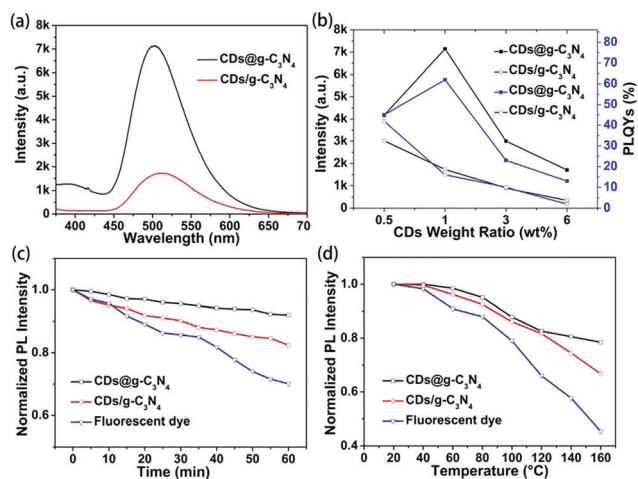 (a)
Intensity (a.u.)
8k
7k
6k
5k
4k
3k
2k
1k
0
CDs@g-C₃N₄
CDs/g-C₃N₄
400 450 500 550 600 650 700
Wavelength (nm)
(b)
Intensity (a.u.)
8k
7k
6k
5k
4k
3k
2k
1k
0
CDs@g-C₃N₄
CDs/g-C₃N₄
CDs@g-C₃N₄
CDs/g-C₃N₄
80
70
60
50
40
30
20
10
0
PLQYs (%)
0.5 1 3 6
CDs Weight Ratio (wt%)
(c)
Normalized PL Intensity
1.0
0.8
0.6
CDs@g-C₃N₄
CDs/g-C₃N₄
Fluorescent dye
0 10 20 30 40 50 60
Time (min)
(d)
Normalized PL Intensity
1.0
0.8
0.6
0.4
CDs@g-C₃N₄
CDs/g-C₃N₄
Fluorescent dye
0 20 40 60 80 100 120 140 160
Temperature (°C)